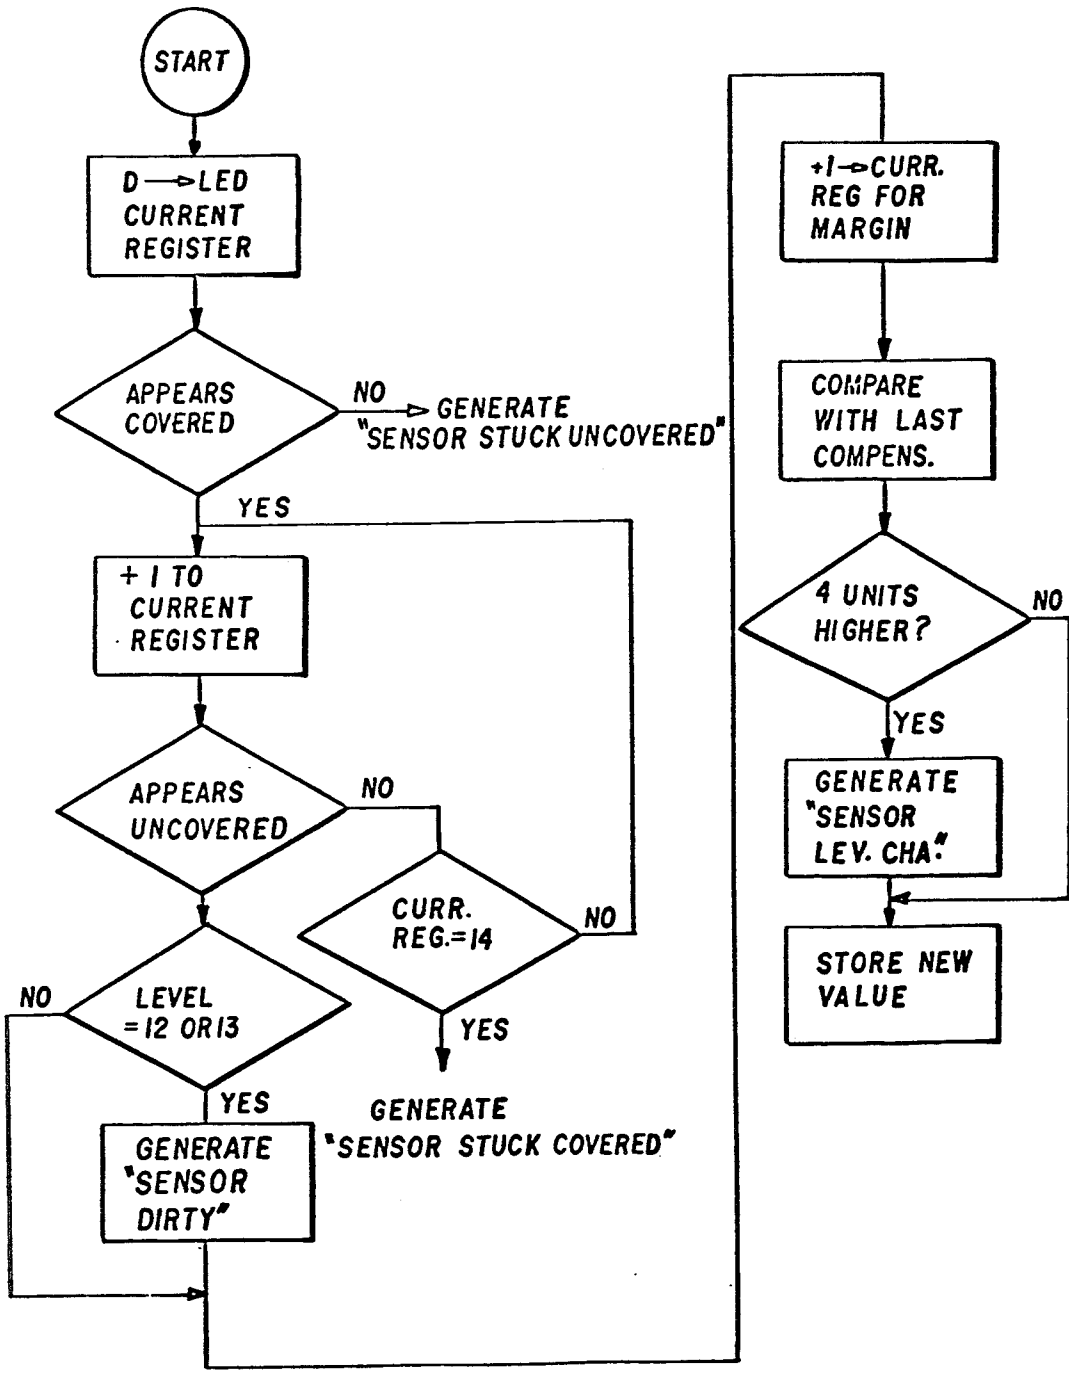 START
D→LED
CURRENT
REGISTER
APPEARS
COVERED
NO
GENERATE
"SENSOR STUCK UNCOVERED"
YES
+ 1 TO
CURRENT
REGISTER
APPEARS
UNCOVERED
NO
CURR.
REG.=14
NO
YES
GENERATE
"SENSOR STUCK COVERED"
LEVEL
=12 OR 13
NO
YES
GENERATE
"SENSOR
DIRTY"
+1→CURR.
REG FOR
MARGIN
COMPARE
WITH LAST
COMPENS.
4 UNITS
HIGHER?
NO
YES
GENERATE
"SENSOR
LEV. CHA."
STORE NEW
VALUE